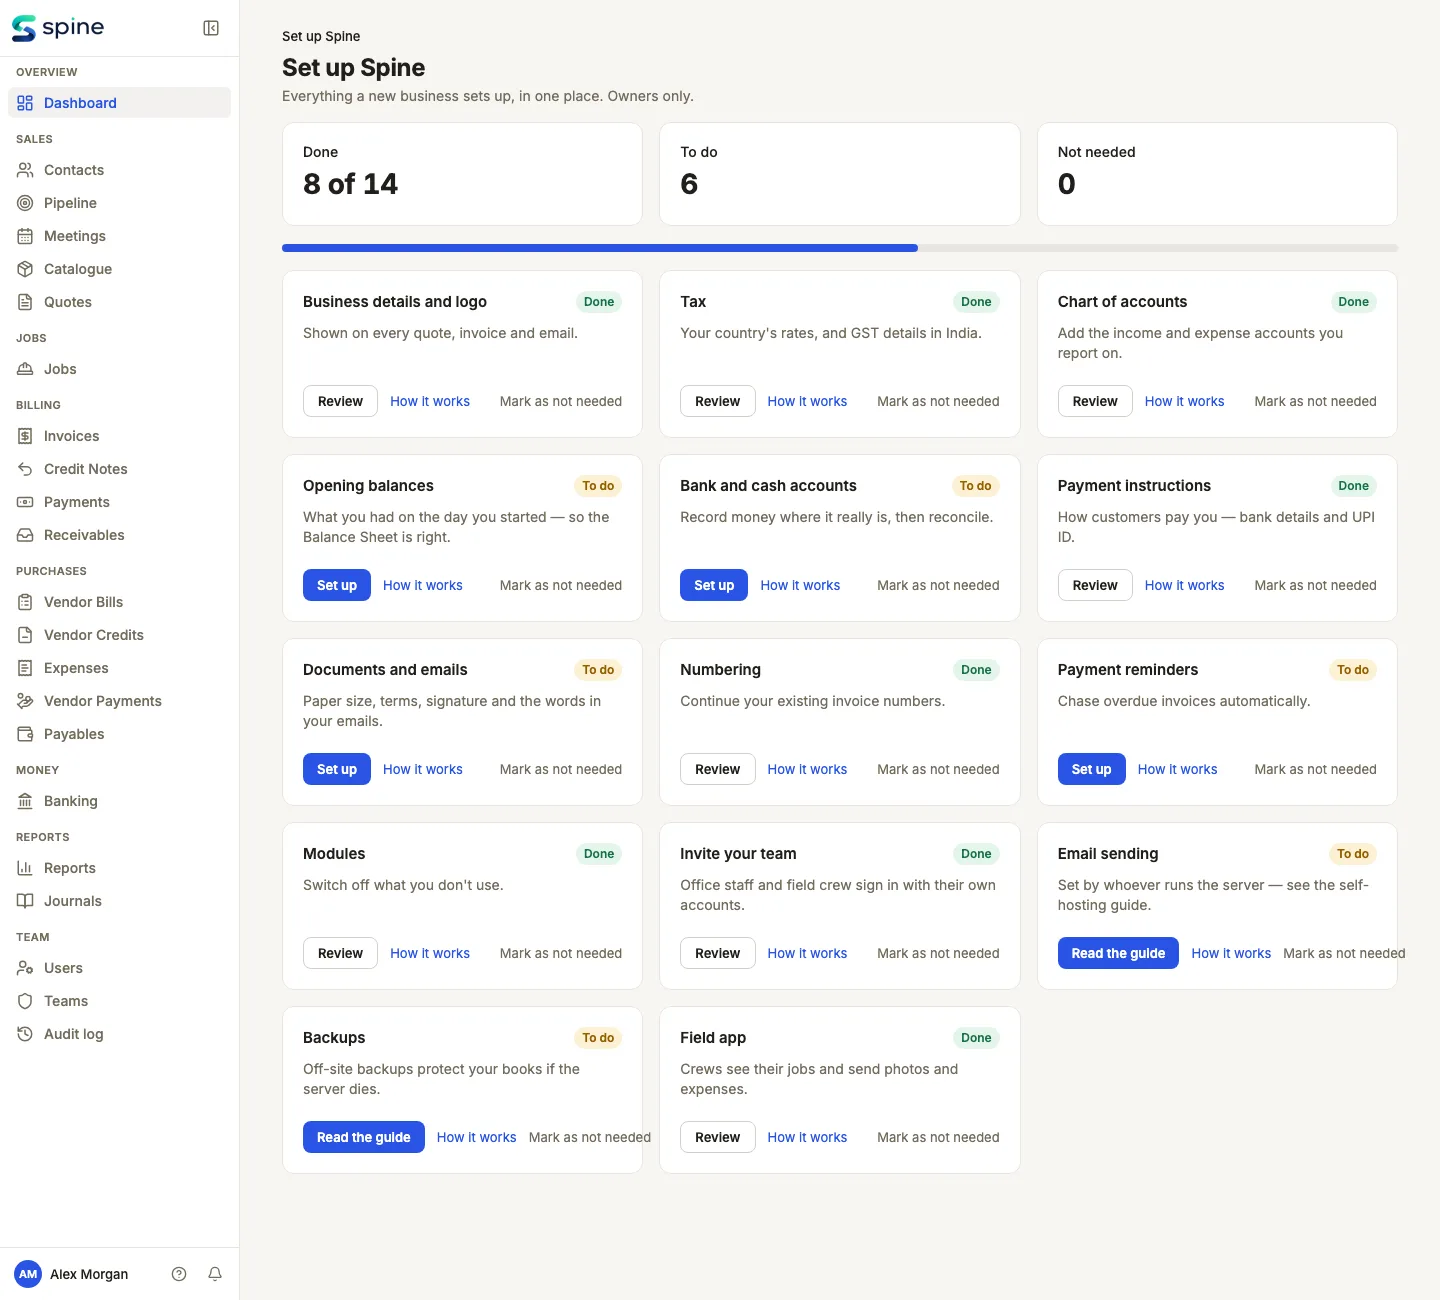 spine
OVERVIEW
Dashboard
SALES
Contacts
Pipeline
Meetings
Catalogue
Quotes
JOBS
Jobs
BILLING
Invoices
Credit Notes
Payments
Receivables
PURCHASES
Vendor Bills
Vendor Credits
Expenses
Vendor Payments
Payables
MONEY
Banking
REPORTS
Reports
Journals
TEAM
Users
Teams
Audit log
AM Alex Morgan
Set up Spine
Set up Spine
Everything a new business sets up, in one place. Owners only.
Done
8 of 14
To do
6
Not needed
0
Business details and logo Done
Shown on every quote, invoice and email.
Review How it works Mark as not needed
Tax Done
Your country's rates, and GST details in India.
Review How it works Mark as not needed
Chart of accounts Done
Add the income and expense accounts you
report on.
Review How it works Mark as not needed
Opening balances To do
What you had on the day you started — so the
Balance Sheet is right.
Set up How it works Mark as not needed
Bank and cash accounts To do
Record money where it really is, then reconcile.
Set up How it works Mark as not needed
Payment instructions Done
How customers pay you — bank details and UPI
ID.
Review How it works Mark as not needed
Documents and emails To do
Paper size, terms, signature and the words in
your emails.
Set up How it works Mark as not needed
Numbering Done
Continue your existing invoice numbers.
Review How it works Mark as not needed
Payment reminders To do
Chase overdue invoices automatically.
Set up How it works Mark as not needed
Modules Done
Switch off what you don't use.
Review How it works Mark as not needed
Invite your team Done
Office staff and field crew sign in with their own
accounts.
Review How it works Mark as not needed
Email sending To do
Set by whoever runs the server — see the self-
hosting guide.
Read the guide How it works Mark as not needed
Backups To do
Off-site backups protect your books if the
server dies.
Read the guide How it works Mark as not needed
Field app Done
Crews see their jobs and send photos and
expenses.
Review How it works Mark as not needed